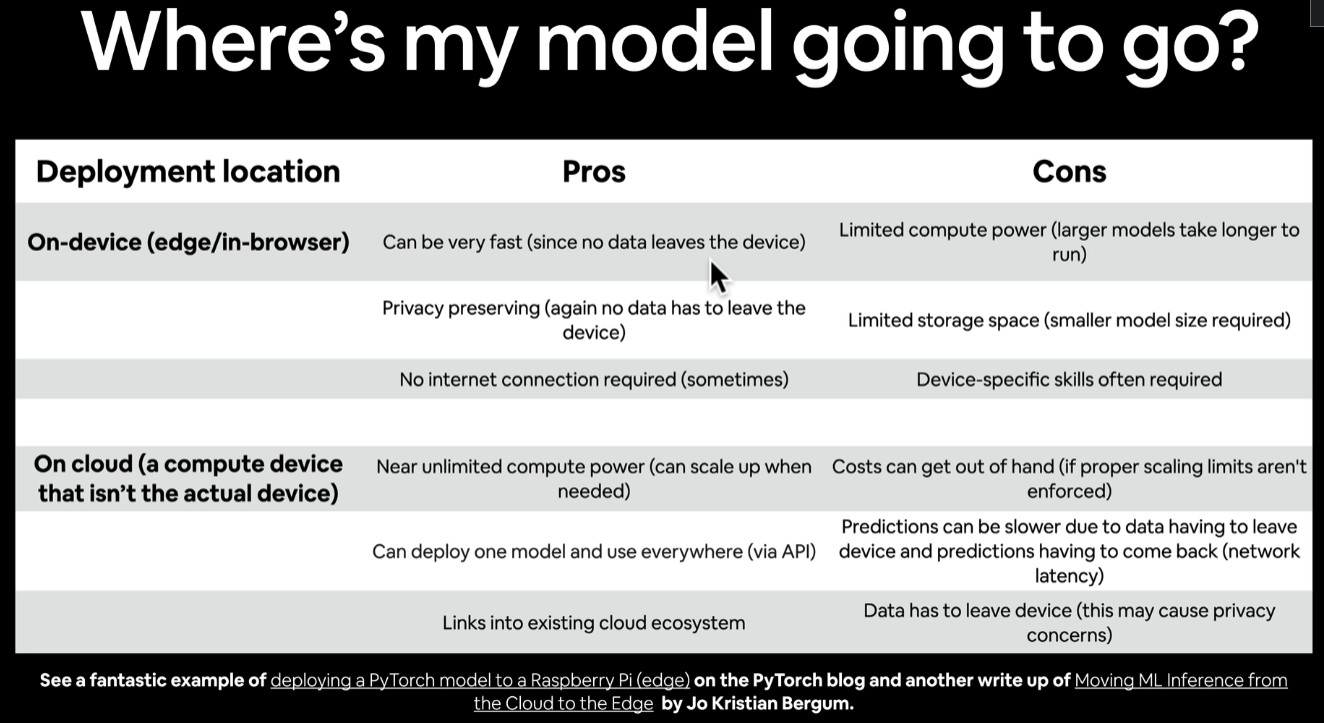 Where's my model going to go?
Deployment location
Pros
Cons
On-device (edge/in-browser)
Can be very fast (since no data leaves the device)
Limited compute power (larger models take longer to
run)
Privacy preserving (again no data has to leave the
device)
Limited storage space (smaller model size required)
No internet connection required (sometimes)
Device-specific skills often required
On cloud (a compute device
that isn’t the actual device)
Near unlimited compute power (can scale up when
needed)
Costs can get out of hand (if proper scaling limits aren't
enforced)
Can deploy one model and use everywhere (via API)
Predictions can be slower due to data having to leave
device and predictions having to come back (network
latency)
Links into existing cloud ecosystem
Data has to leave device (this may cause privacy
concerns)
See a fantastic example of deploying a PyTorch model to a Raspberry Pi (edge) on the PyTorch blog and another write up of Moving ML Inference from
the Cloud to the Edge by Jo Kristian Bergum.